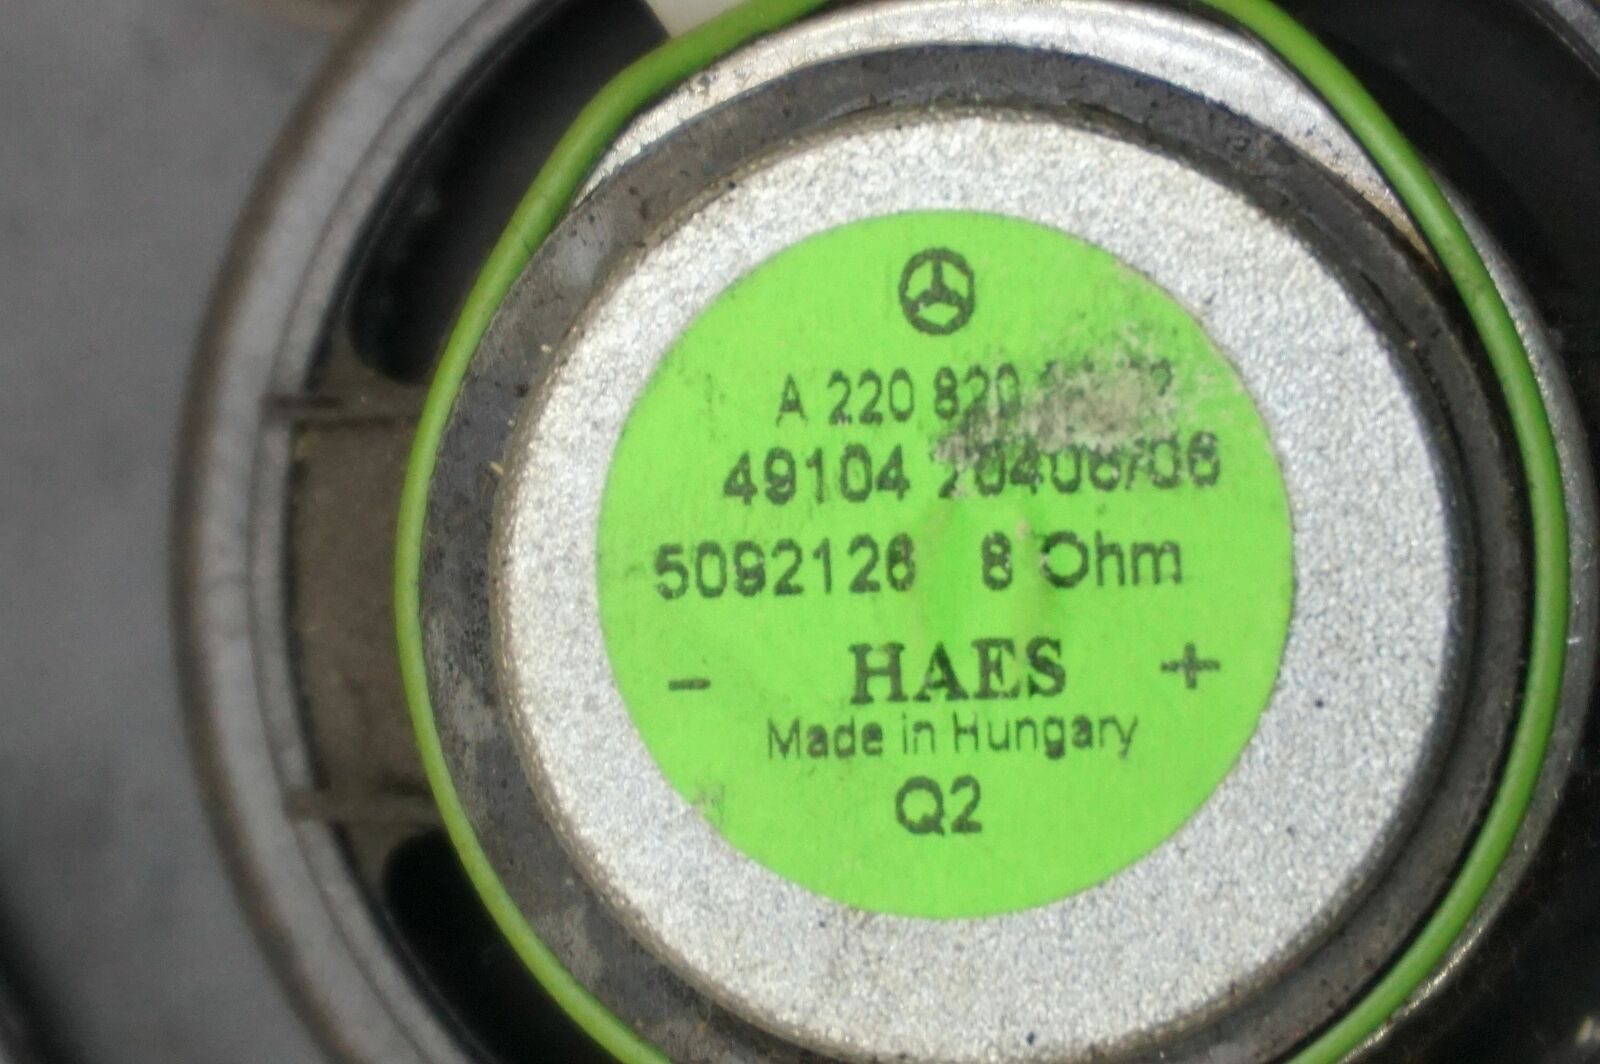 A 220 820
49104
5092126 8 Ohm
- HAES +
Made in Hungary
Q2